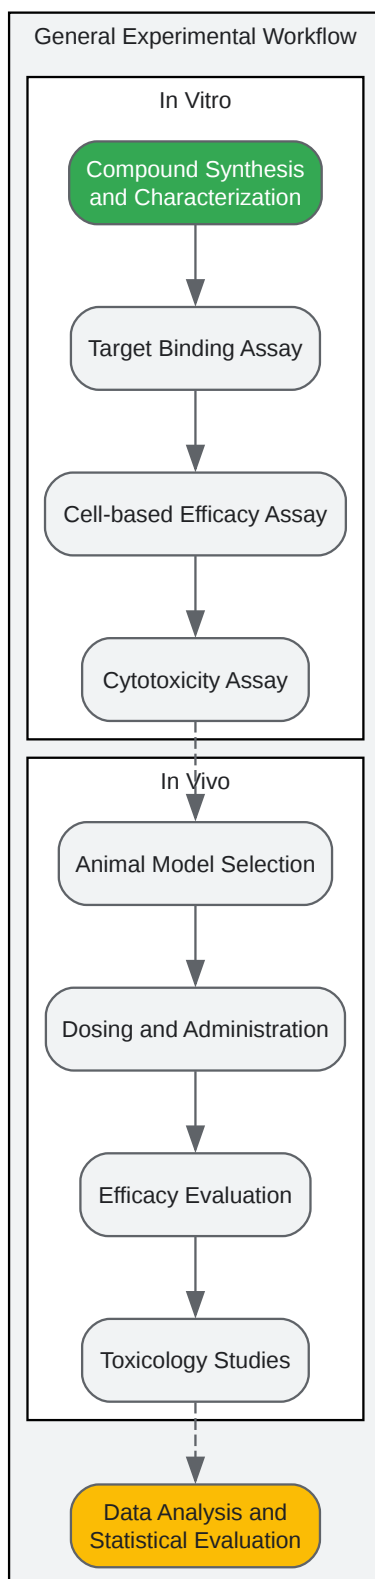 General Experimental Workflow
In Vitro
Compound Synthesis
and Characterization
Target Binding Assay
Cell-based Efficacy Assay
Cytotoxicity Assay
In Vivo
Animal Model Selection
Dosing and Administration
Efficacy Evaluation
Toxicology Studies
Data Analysis and
Statistical Evaluation